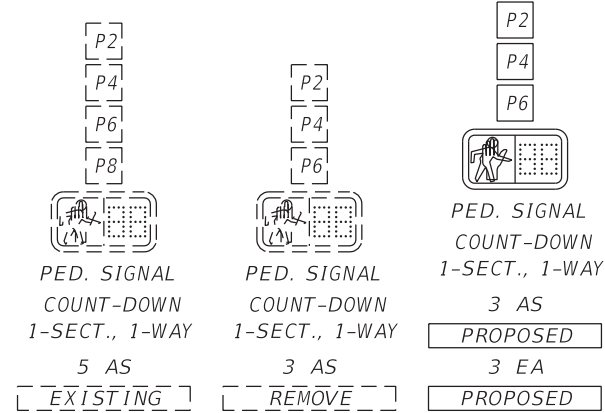 P2
P4
P6
P8
PED. SIGNAL
COUNT-DOWN
1-SECT., 1-WAY
5 AS
EXISTING
P2
P4
P6
PED. SIGNAL
COUNT-DOWN
1-SECT., 1-WAY
3 AS
REMOVE
P2
P4
P6
PED. SIGNAL
COUNT-DOWN
1-SECT., 1-WAY
3 AS
PROPOSED
3 EA
PROPOSED